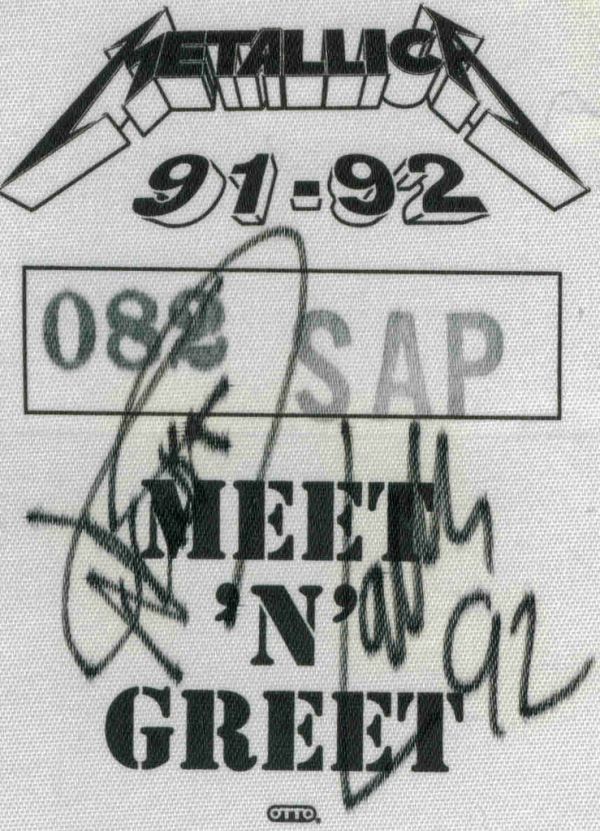 METALLICA
91-92
082 SAP
MEET
'N'
GREET
92
OTTO